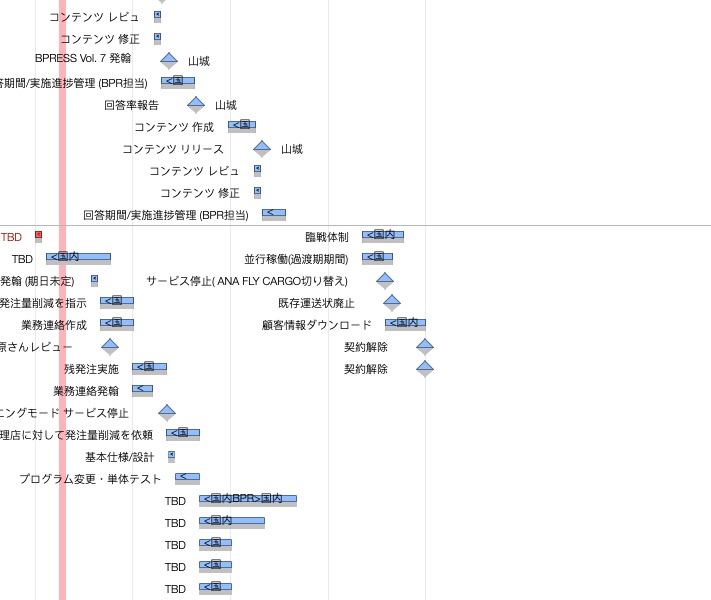 コンテンツ レビュ <
コンテンツ 修正 <
BPRESS Vol. 7 発翰 山城
期間/実施進捗管理 (BPR担当) <国
回答率報告 山城
コンテンツ 作成 <国
コンテンツ リリース 山城
コンテンツ レビュ <
コンテンツ 修正 <
回答期間/実施進捗管理 (BPR担当) <
TBD 臨戦体制 <国内
TBD <国内 並行稼働(過渡期期間) <国
発翰 (期日未定) < サービス停止( ANA FLY CARGO切り替え)
発注量削減を指示 <国 既存運送状廃止
業務連絡作成 <国 顧客情報ダウンロード <国内
原さんレビュー 契約解除
残発注実施 <国 契約解除
業務連絡発翰 <
ニングモード サービス停止
理店に対して発注量削減を依頼 <国
基本仕様/設計 <
プログラム変更・単体テスト <
TBD <国内BPR>国内
TBD <国内
TBD <国
TBD <国
TBD <国